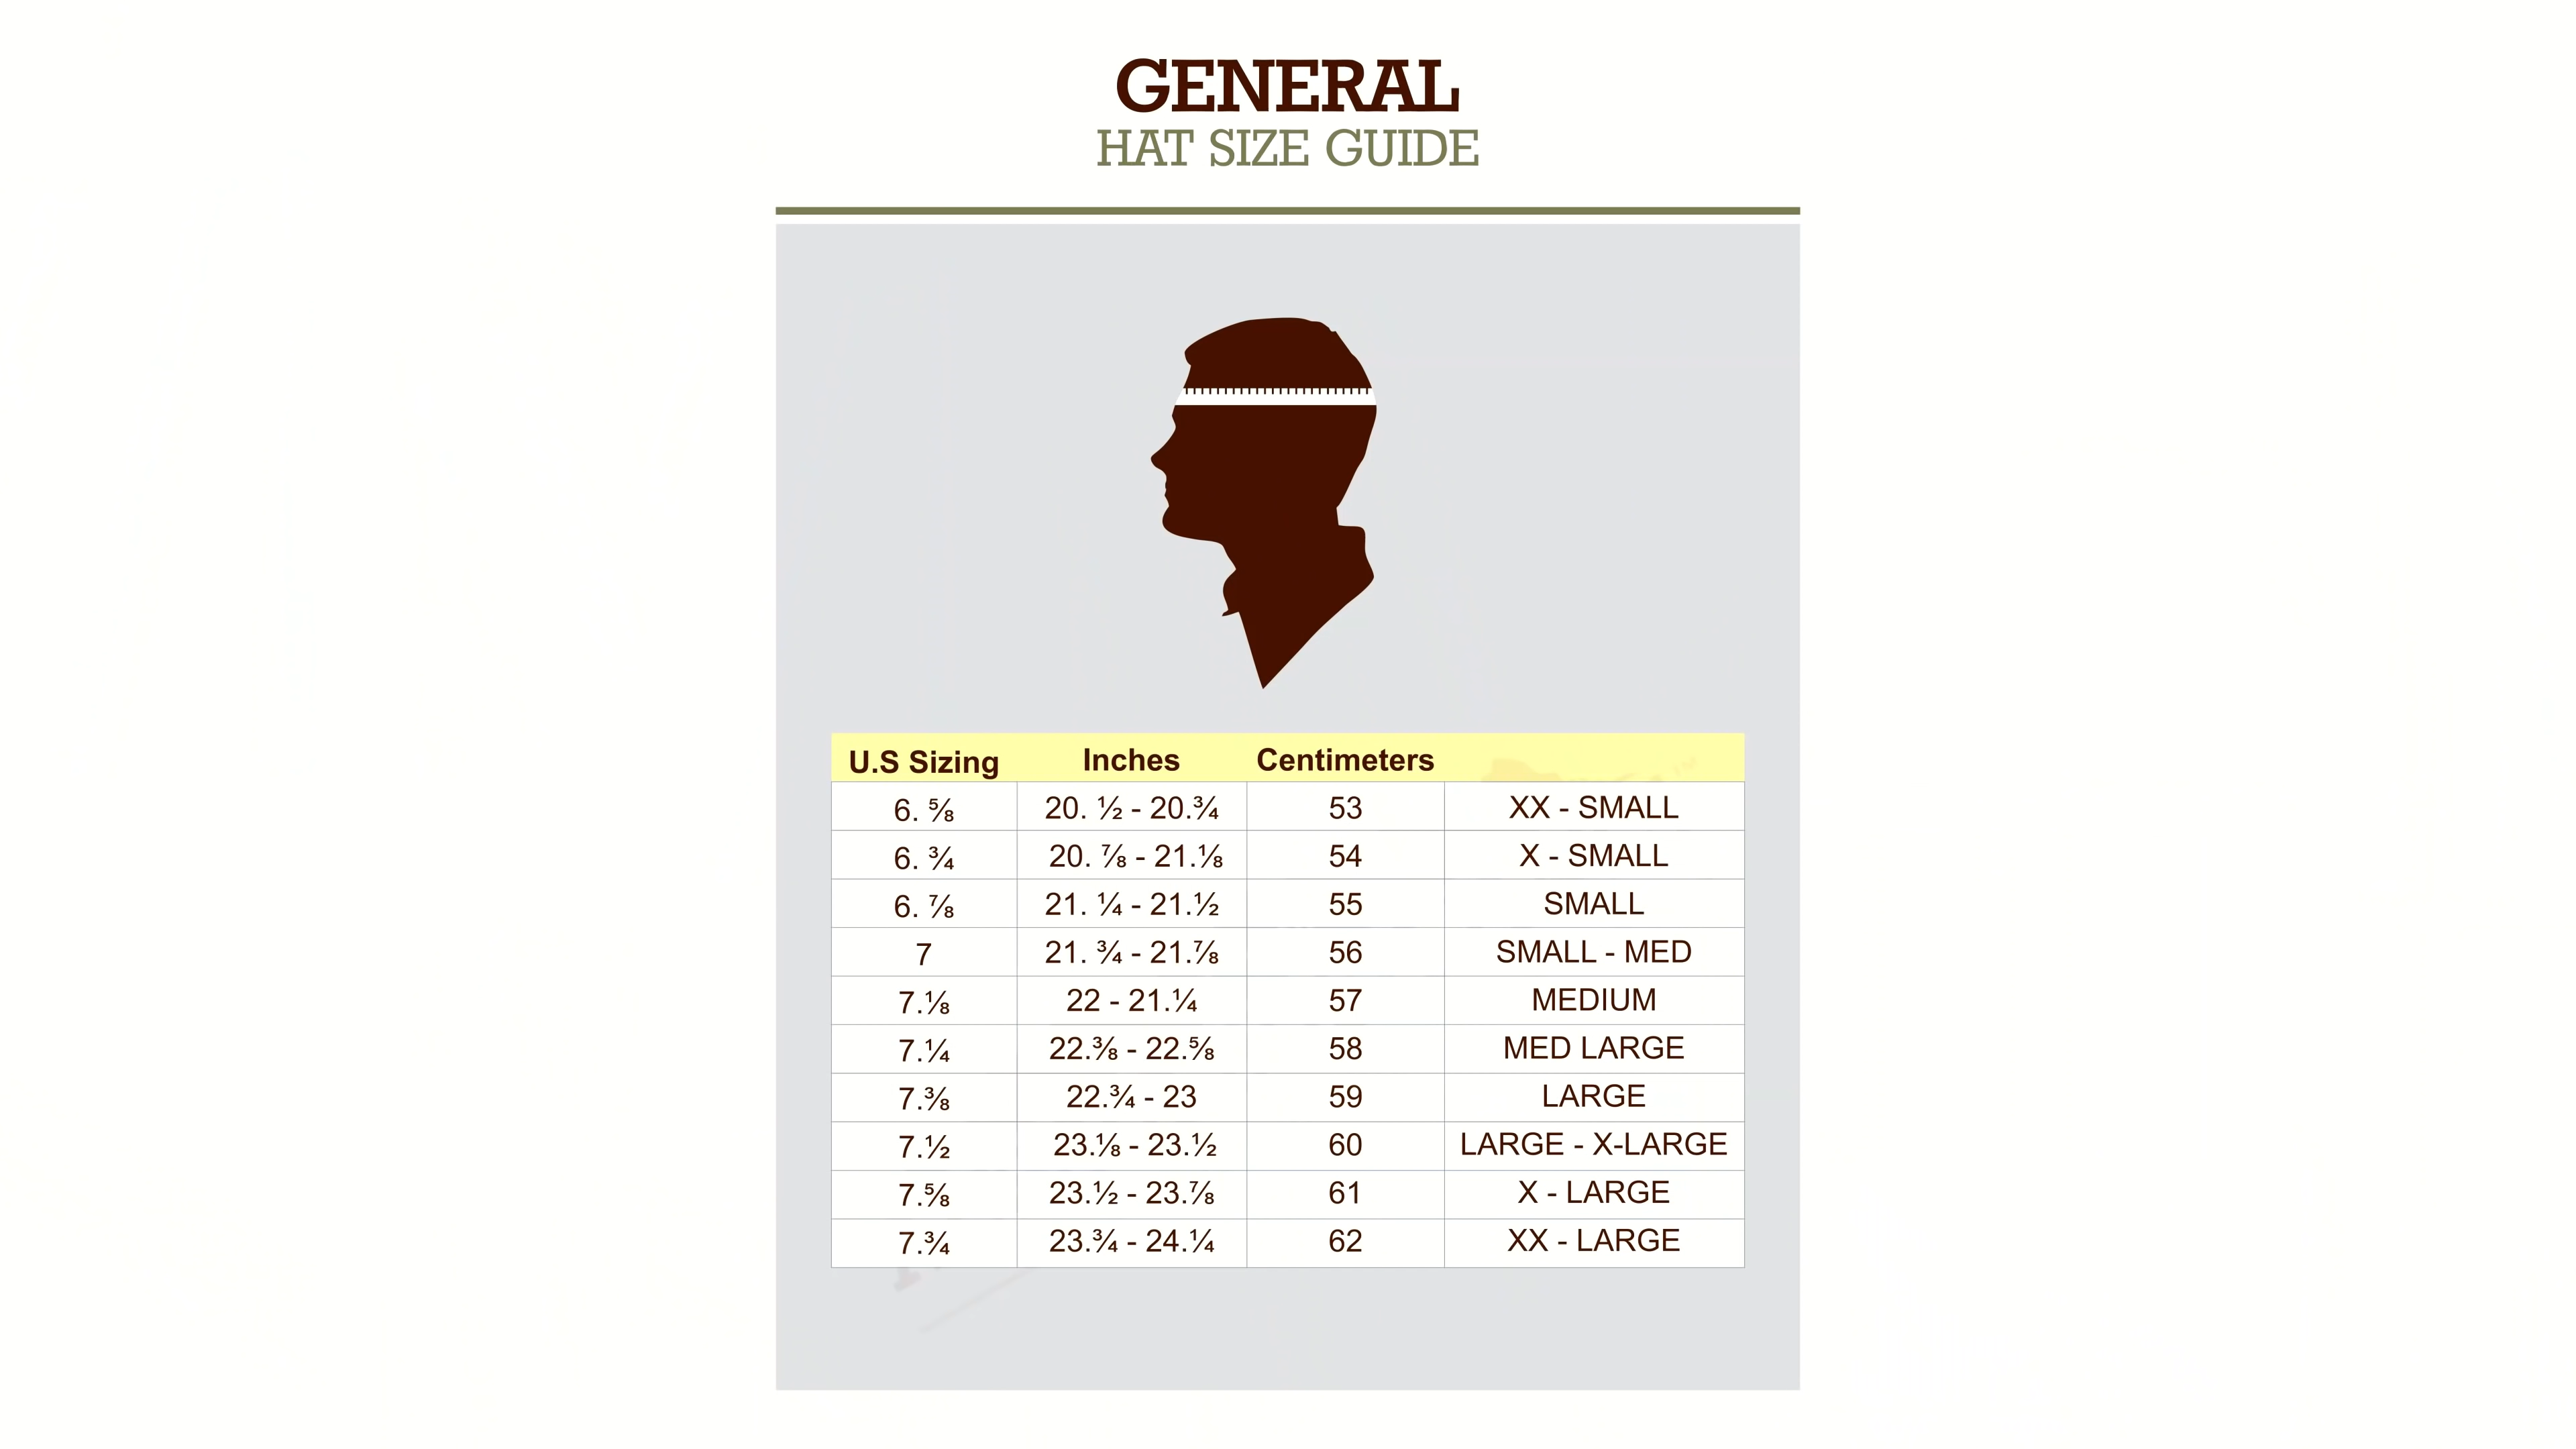 GENERAL
HAT SIZE GUIDE
U.S Sizing Inches Centimeters
6. ⅝ 20. ½ - 20.¾ 53 XX - SMALL
6. ¾ 20. ⅞ - 21.⅛ 54 X - SMALL
6. ⅞ 21. ¼ - 21.½ 55 SMALL
7 21. ¾ - 21.⅞ 56 SMALL - MED
7.⅛ 22 - 21.¼ 57 MEDIUM
7.¼ 22.⅜ - 22.⅝ 58 MED LARGE
7.⅜ 22.¾ - 23 59 LARGE
7.½ 23.⅛ - 23.½ 60 LARGE - X-LARGE
7.⅝ 23.½ - 23.⅞ 61 X - LARGE
7.¾ 23.¾ - 24.¼ 62 XX - LARGE